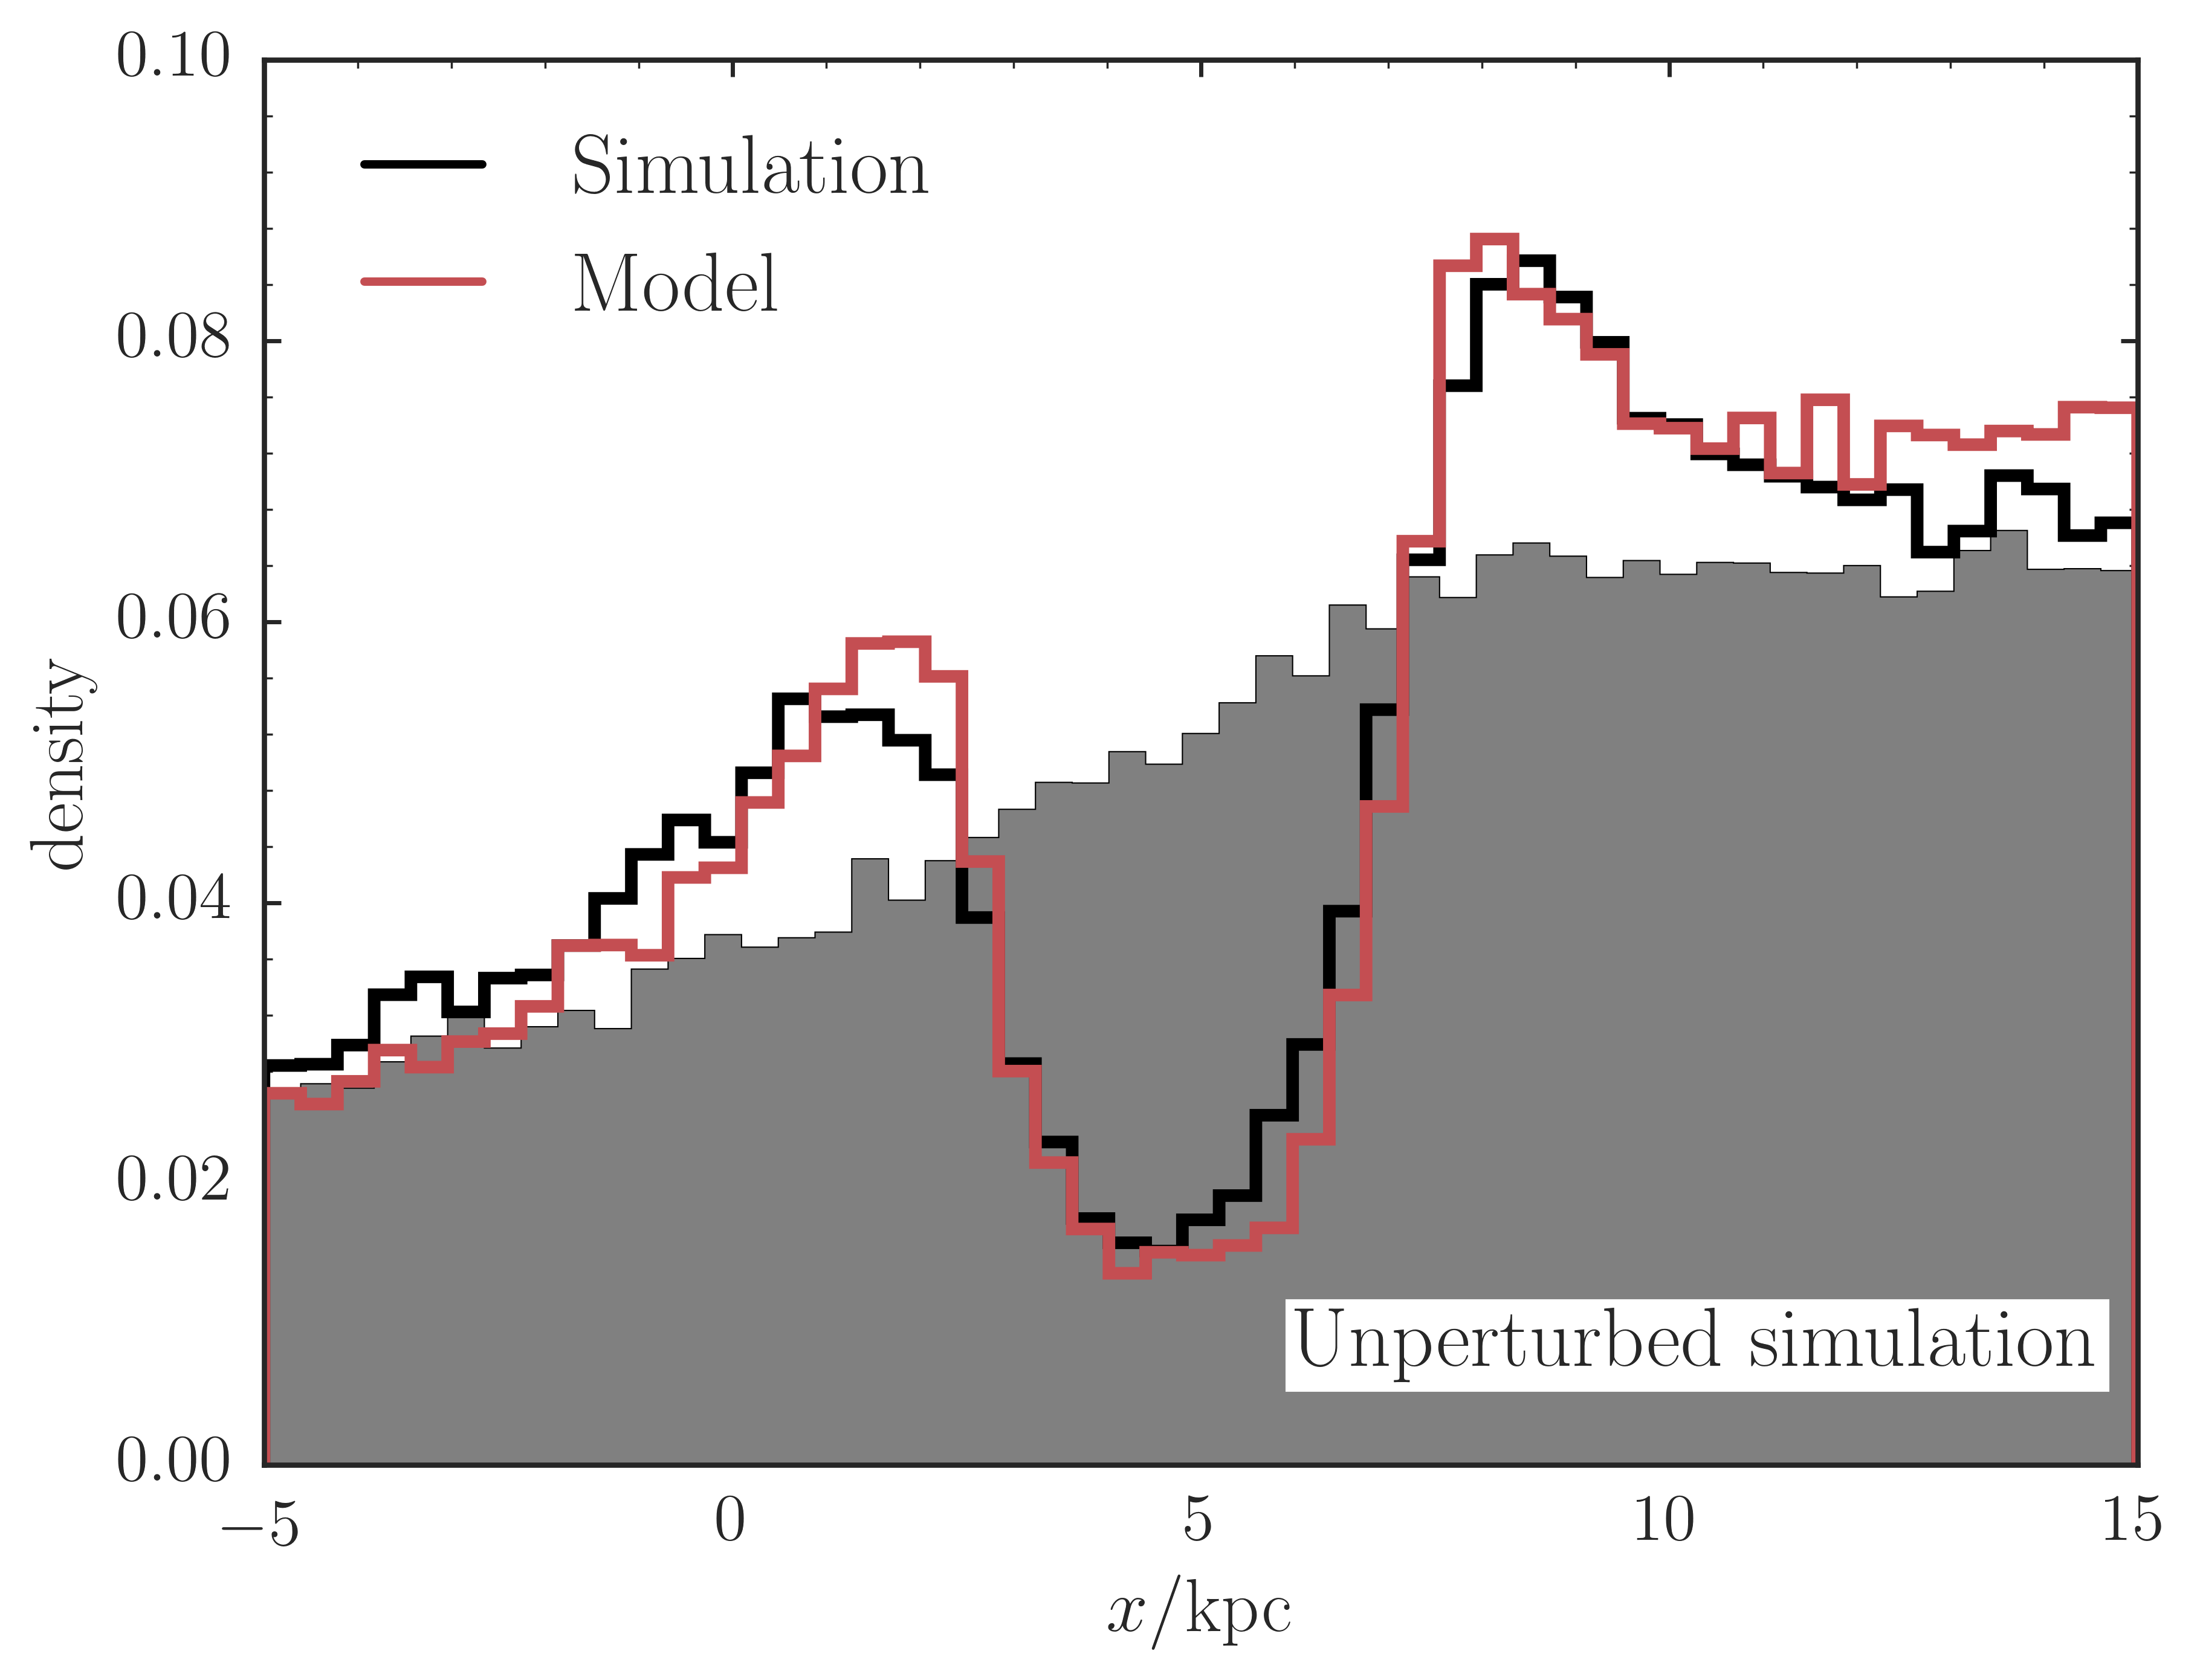 0.10
Simulation
Model
0.08
0.06
density
0.04
0.02
Unperturbed simulation
0.00
−5 0 5 10 15
x/kpc